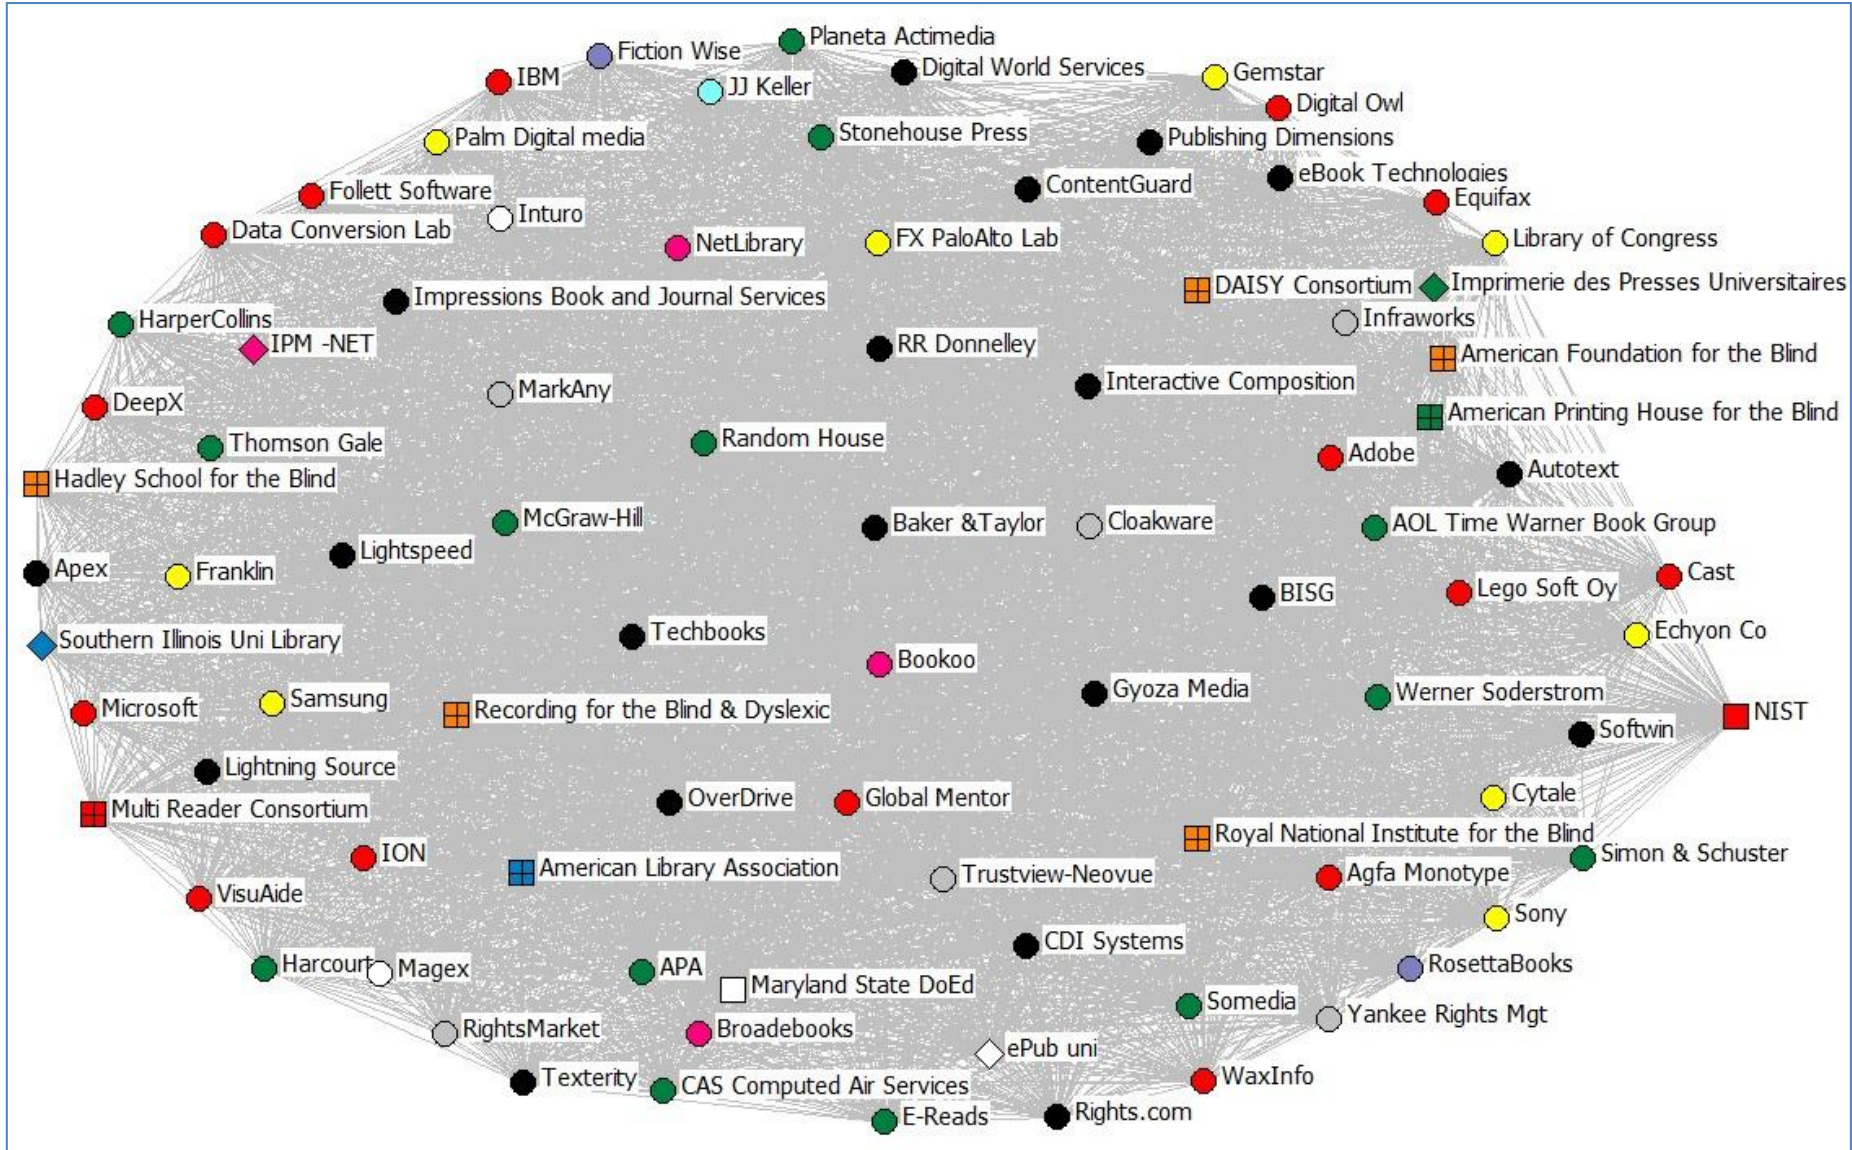 Planeta Actimedia
Fiction Wise
Digital World Services
Gemstar
IBM
JJ Keller
Digital Owl
Stonehouse Press
Palm Digital media
Publishing Dimensions
eBook Technologies
ContentGuard
Follett Software
Equifax
Inturo
Data Conversion Lab
NetLibrary
FX PaloAlto Lab
Library of Congress
DAISY Consortium
Imprimerie des Presses Universitaires
Impressions Book and Journal Services
HarperCollins
Infraworks
IPM -NET
RR Donnelley
American Foundation for the Blind
Interactive Composition
MarkAny
DeepX
American Printing House for the Blind
Thomson Gale
Random House
Adobe
Autotext
Hadley School for the Blind
McGraw-Hill
Baker &Taylor
Cloakware
AOL Time Warner Book Group
Lightspeed
Apex
Franklin
Cast
Lego Soft Oy
BISG
Techbooks
Echyon Co
Southern Illinois Uni Library
Bookoo
Gyoza Media
Werner Soderstrom
Samsung
Microsoft
Recording for the Blind & Dyslexic
NIST
Softwin
Lightning Source
Cytale
OverDrive
Global Mentor
Multi Reader Consortium
Royal National Institute for the Blind
ION
Simon & Schuster
American Library Association
Trustview-Neovue
Agfa Monotype
VisuAide
Sony
CDI Systems
Harcourt
Magex
APA
RosettaBooks
Maryland State DoEd
Somedia
Yankee Rights Mgt
RightsMarket
Broadebooks
ePub uni
Texterity
WaxInfo
CAS Computed Air Services
E-Reads
Rights.com